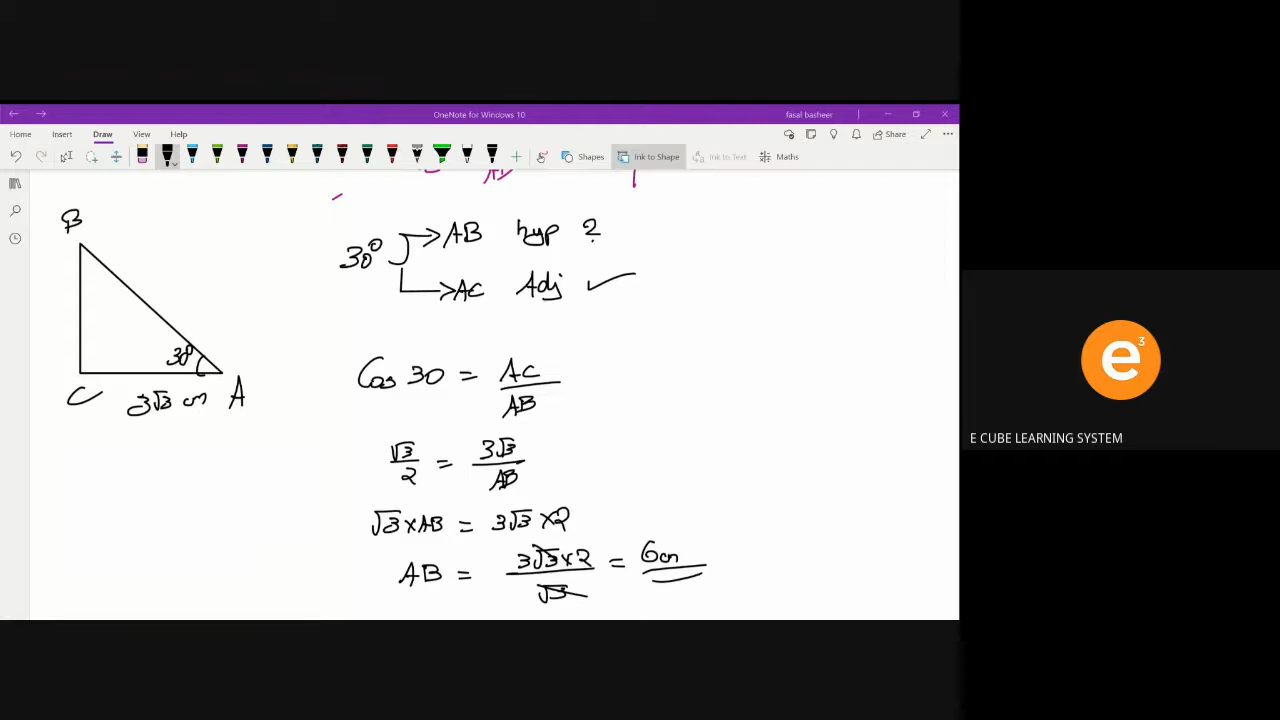 OneNote for Windows 10
fasal basheer
Home Insert Draw View Help
Share
Shapes
Ink to Shape
Ink to Text
Maths
B
30°
C
3√3 cm
A
30° → AB hyp ?
→ AC Adj ✓
Cos 30 = AC/AB
√3/2 = 3√3/AB
√3 × AB = 3√3 × 2
AB = 3√3 × 2/√3 = 6cm
e3
E CUBE LEARNING SYSTEM